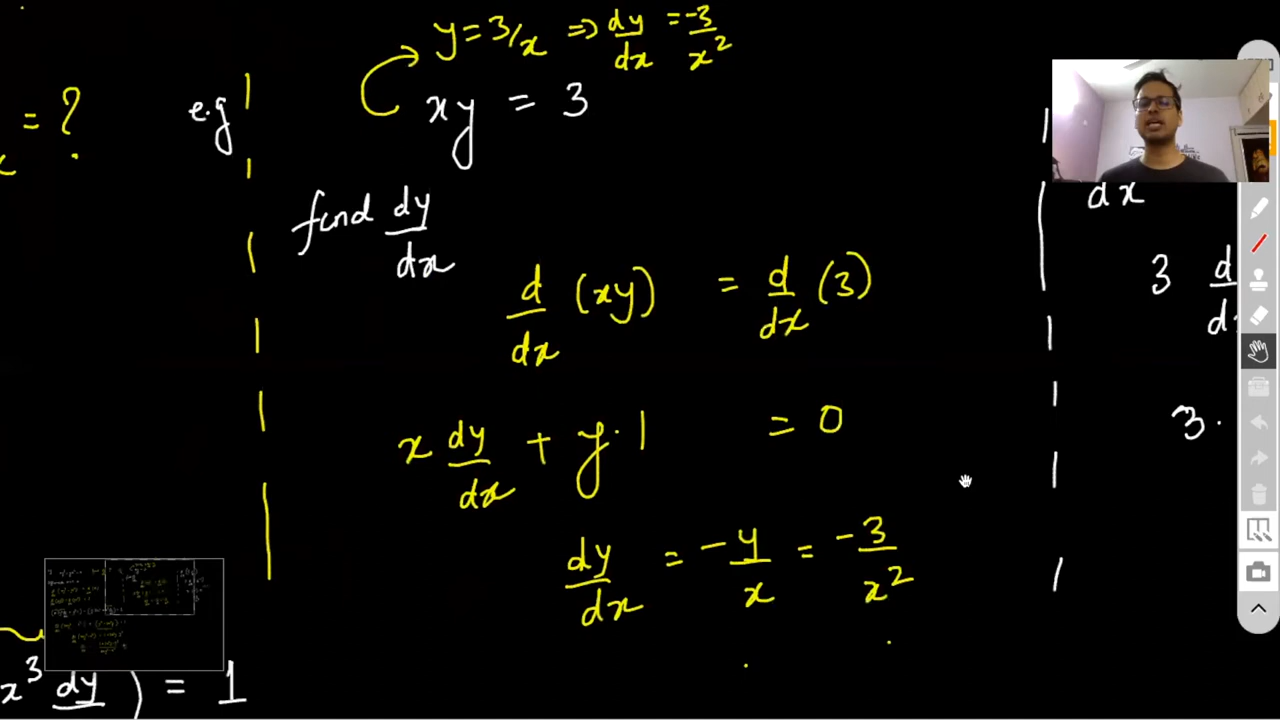 y = 3/x ⇒ dy/dx = -3/x²
= ?
e.g
xy = 3
x
find dy/dx
dx
d/dx (xy) = d/dx (3)
3 d
d
x dy/dx + y · 1 = 0
3 ·
dy/dx = -y/x = -3/x²
x³ dy ) = 1